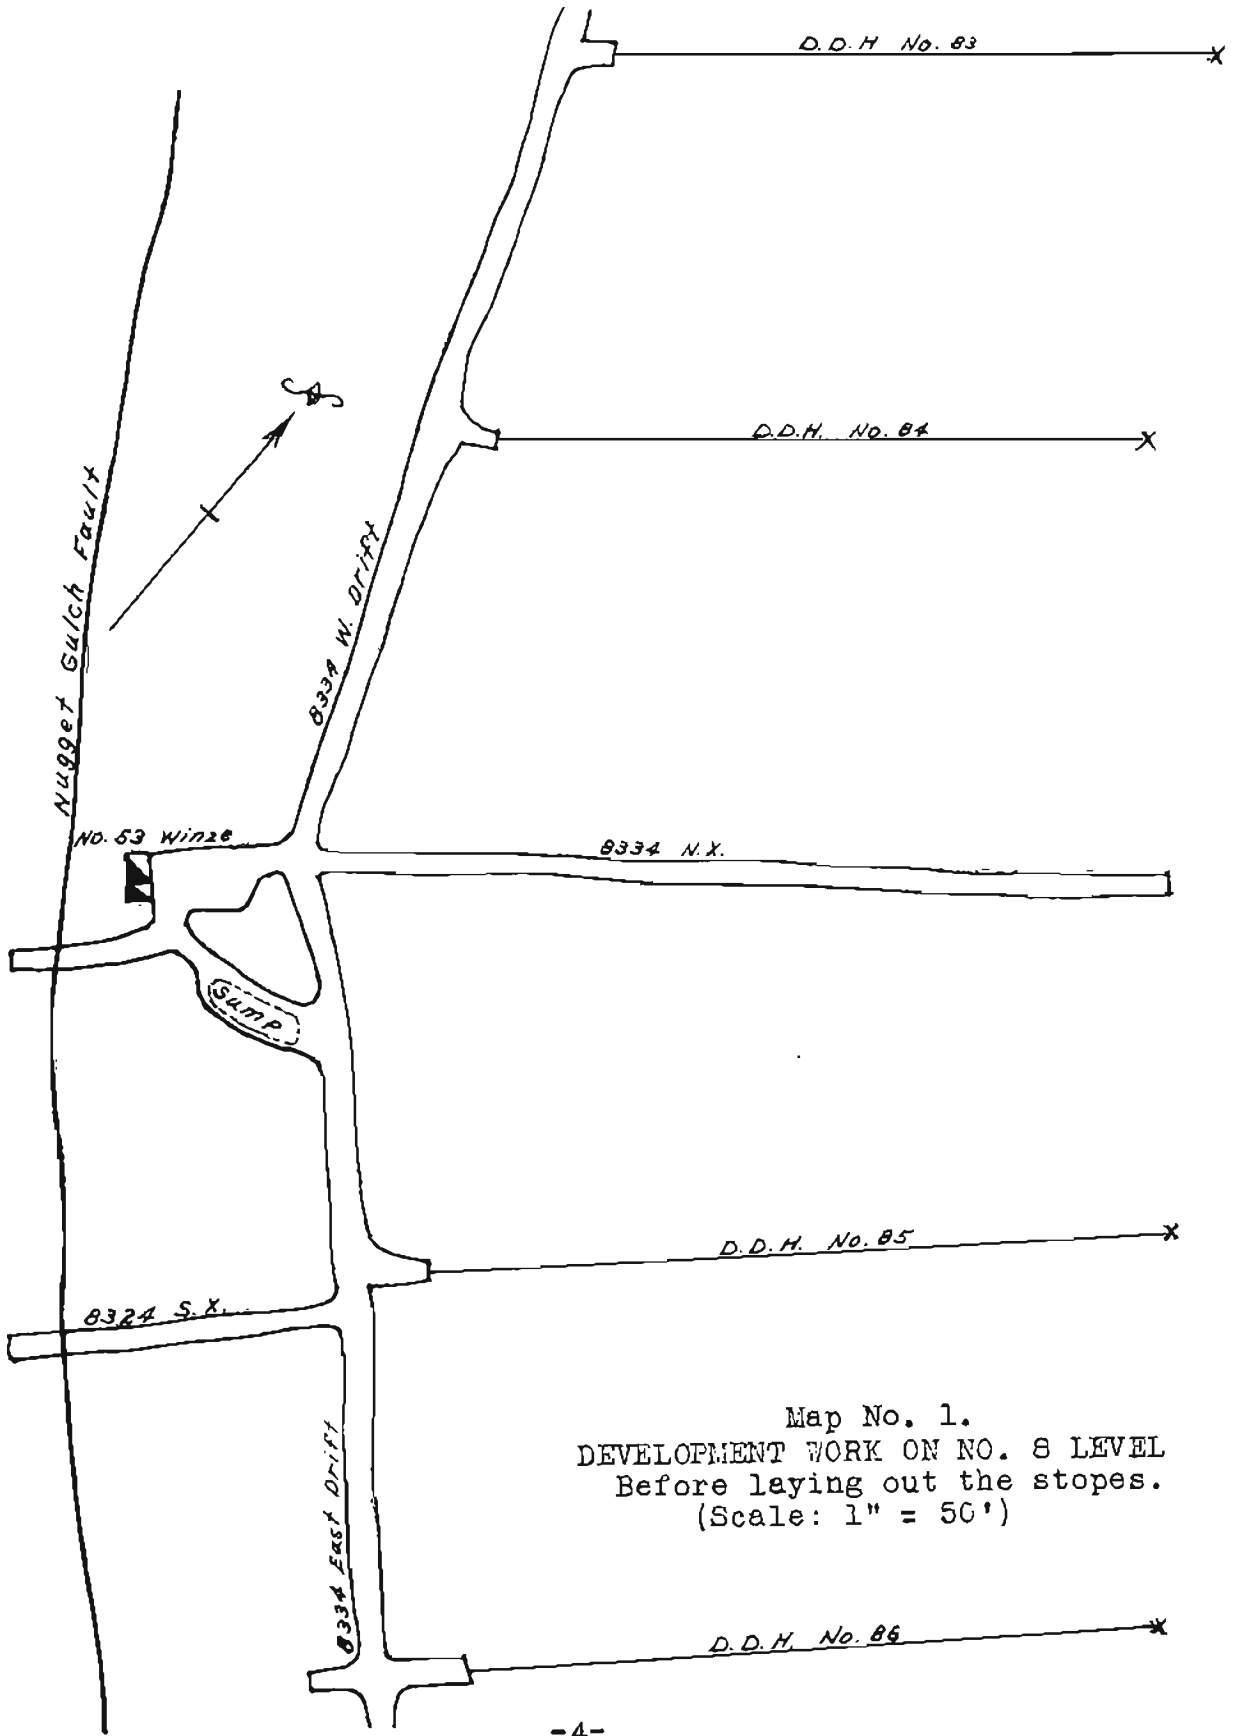 D.D.H No. 83
D.D.H. No. 84
Nugget Gulch Fault
8334 W. Drift
No. 53 Winze
8334 N.X.
Sump
D.D.H. No. 85
8324 S.X.
Map No. 1.
DEVELOPMENT WORK ON NO. 8 LEVEL
Before laying out the stopes.
(Scale: 1" = 50')
8334 East Drift
D.D.H. No. 86
-4-